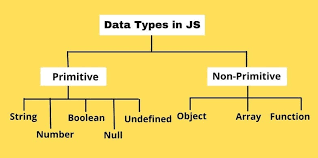 Data Types in JS
Primitive
Non-Primitive
String
Number
Boolean
Null
Undefined
Object
Array
Function